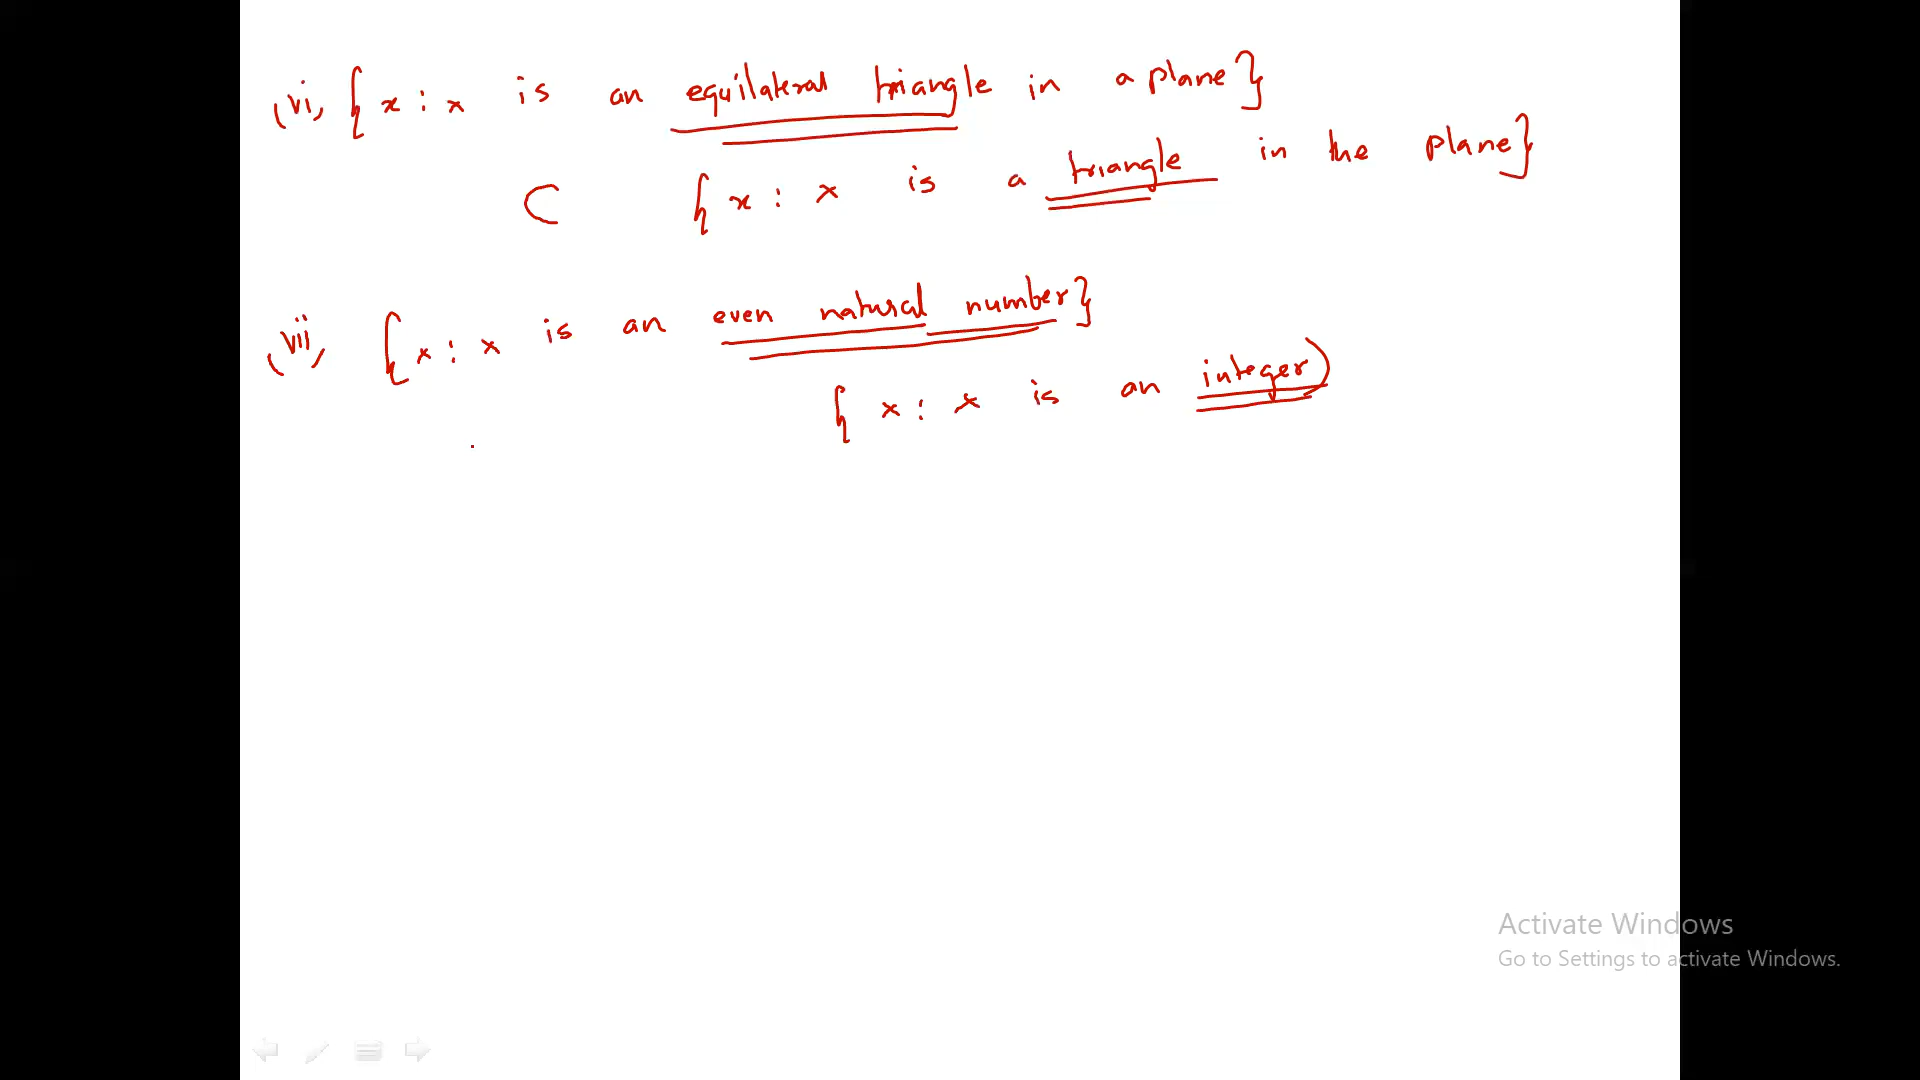 (vi) {x : x is an equilateral triangle in a plane}
⊂ {x : x is a triangle in the plane}
(vii) {x : x is an even natural number}
{x : x is an integer)
Activate Windows
Go to Settings to activate Windows.